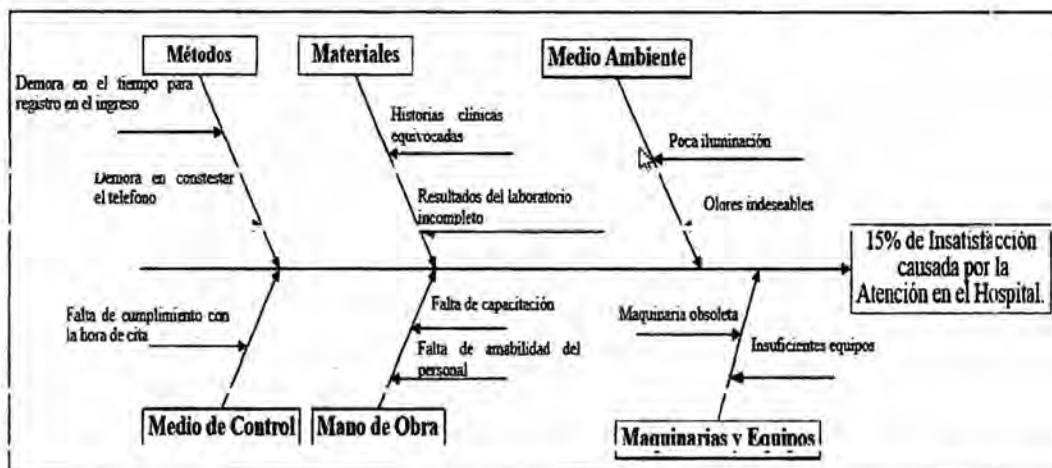 Métodos
Materiales
Medio Ambiente
Demora en el tiempo para
registro en el ingreso
Historias clínicas
equivocadas
Poca iluminación
Demora en constestar
el telefono
Resultados del laboratorio
incompleto
Olores indeseables
15% de Insatisfacción
causada por la
Atención en el Hospital.
Falta de cumplimiento con
la hora de cita
Falta de capacitación
Falta de amabilidad del
personal
Maquinaria obsoleta
Insuficientes equipos
Medio de Control
Mano de Obra
Maquinarias y Equipos